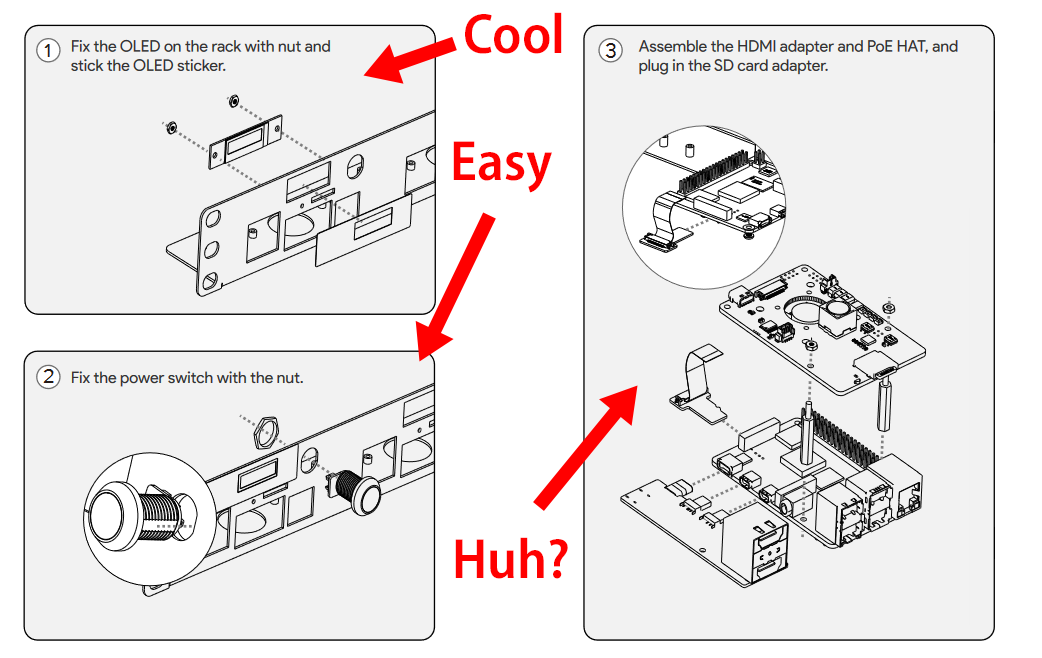 1
Fix the OLED on the rack with nut and
stick the OLED sticker.
Cool
Easy
2
Fix the power switch with the nut.
3
Assemble the HDMI adapter and PoE HAT, and
plug in the SD card adapter.
Huh?